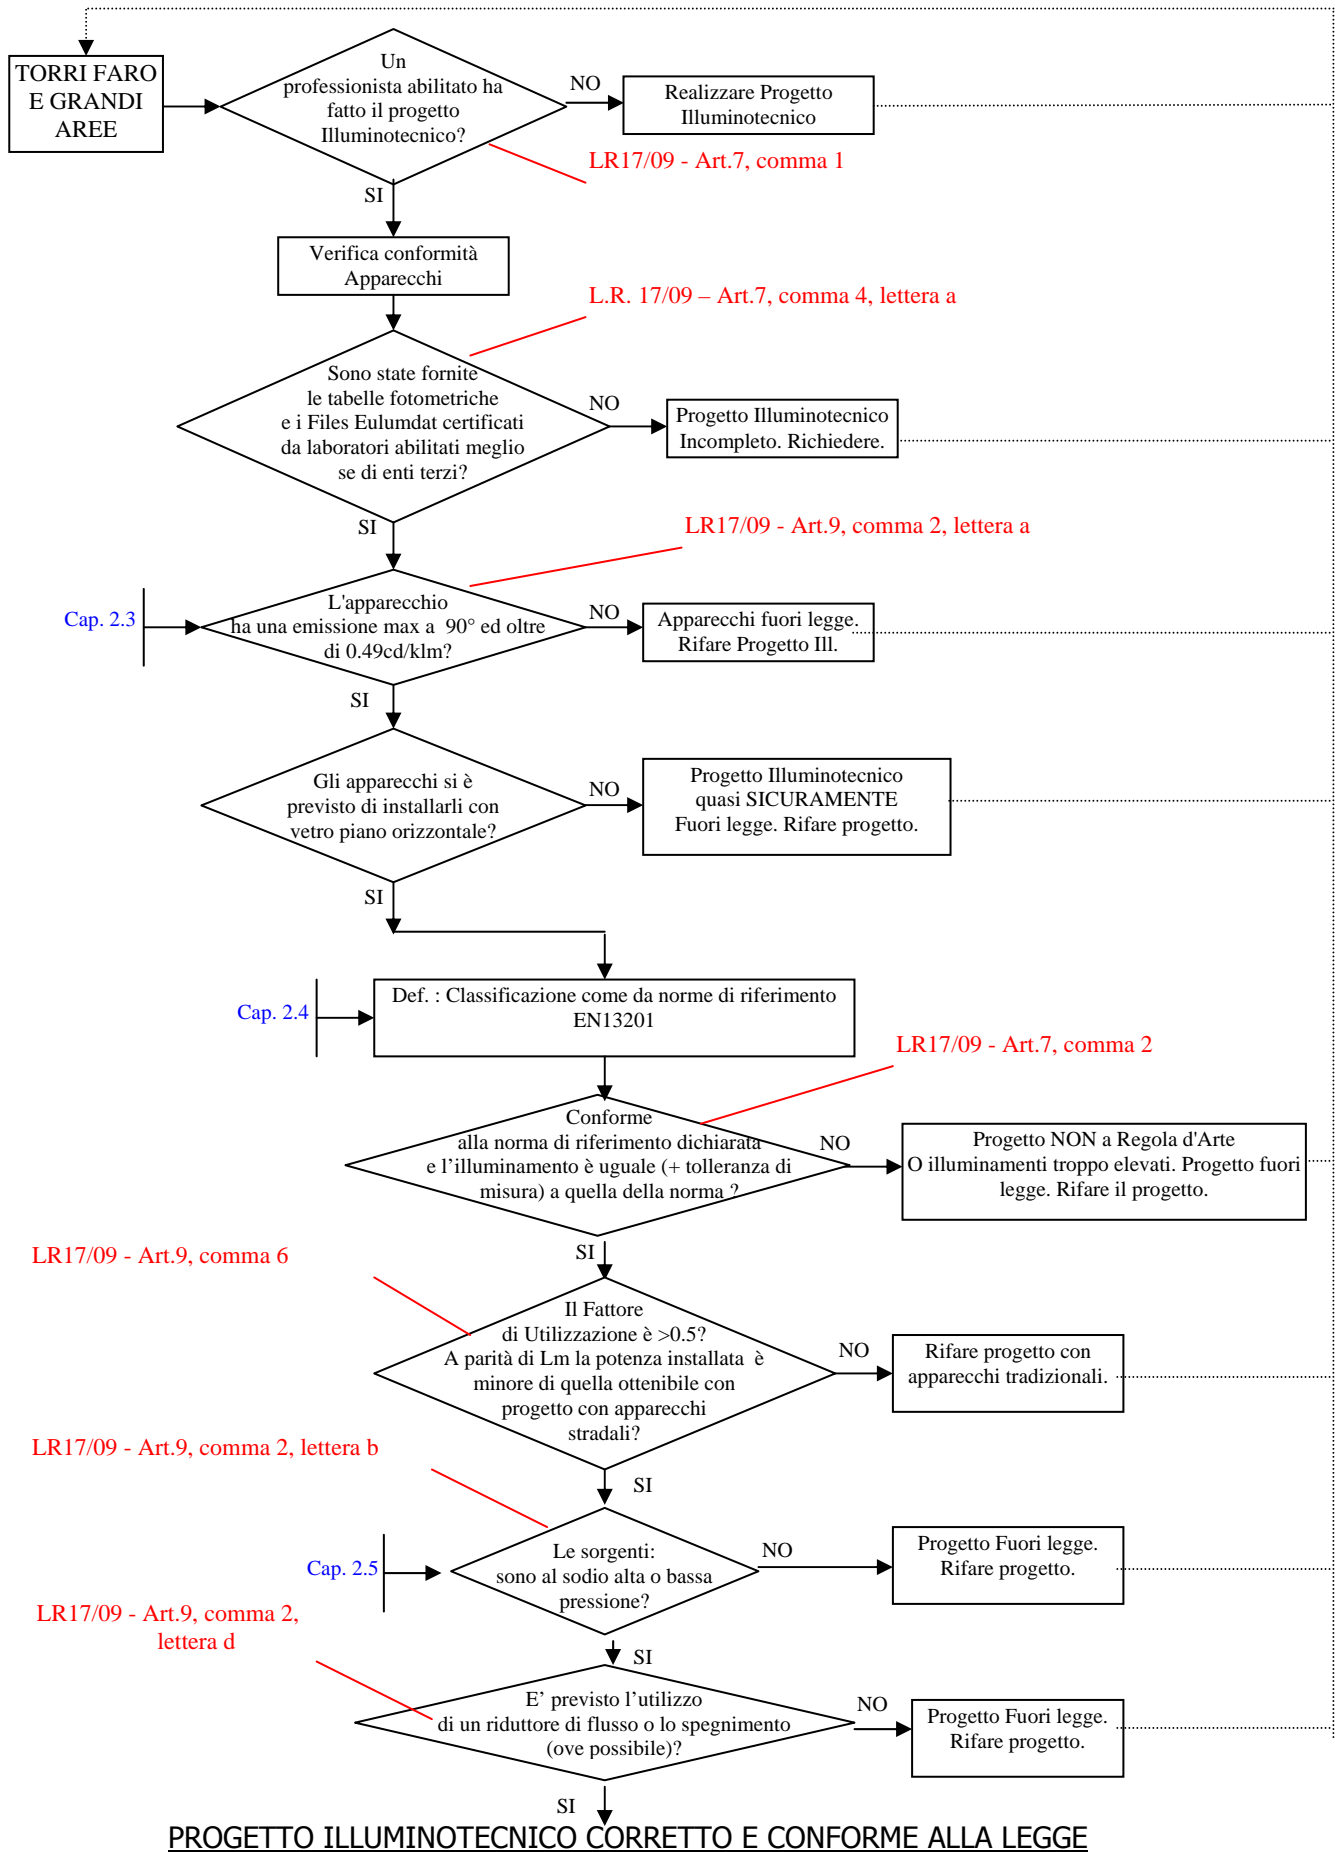 TORRI FARO
E GRANDI
AREE
Un
professionista abilitato ha
fatto il progetto
Illuminotecnico?
NO
Realizzare Progetto
Illuminotecnico
LR17/09 - Art.7, comma 1
SI
Verifica conformità
Apparecchi
L.R. 17/09 – Art.7, comma 4, lettera a
Sono state fornite
le tabelle fotometriche
e i Files Eulumdat certificati
da laboratori abilitati meglio
se di enti terzi?
NO
Progetto Illuminotecnico
Incompleto. Richiedere.
SI
LR17/09 - Art.9, comma 2, lettera a
Cap. 2.3
L'apparecchio
ha una emissione max a 90° ed oltre
di 0.49cd/klm?
NO
Apparecchi fuori legge.
Rifare Progetto Ill.
SI
Gli apparecchi si è
previsto di installarli con
vetro piano orizzontale?
NO
Progetto Illuminotecnico
quasi SICURAMENTE
Fuori legge. Rifare progetto.
SI
Cap. 2.4
Def. : Classificazione come da norme di riferimento
EN13201
LR17/09 - Art.7, comma 2
Conforme
alla norma di riferimento dichiarata
e l’illuminamento è uguale (+ tolleranza di
misura) a quella della norma ?
NO
Progetto NON a Regola d'Arte
O illuminamenti troppo elevati. Progetto fuori
legge. Rifare il progetto.
SI
LR17/09 - Art.9, comma 6
Il Fattore
di Utilizzazione è >0.5?
A parità di Lm la potenza installata è
minore di quella ottenibile con
progetto con apparecchi
stradali?
NO
Rifare progetto con
apparecchi tradizionali.
LR17/09 - Art.9, comma 2, lettera b
SI
Cap. 2.5
Le sorgenti:
sono al sodio alta o bassa
pressione?
NO
Progetto Fuori legge.
Rifare progetto.
LR17/09 - Art.9, comma 2,
lettera d
SI
E’ previsto l’utilizzo
di un riduttore di flusso o lo spegnimento
(ove possibile)?
NO
Progetto Fuori legge.
Rifare progetto.
SI
PROGETTO ILLUMINOTECNICO CORRETTO E CONFORME ALLA LEGGE